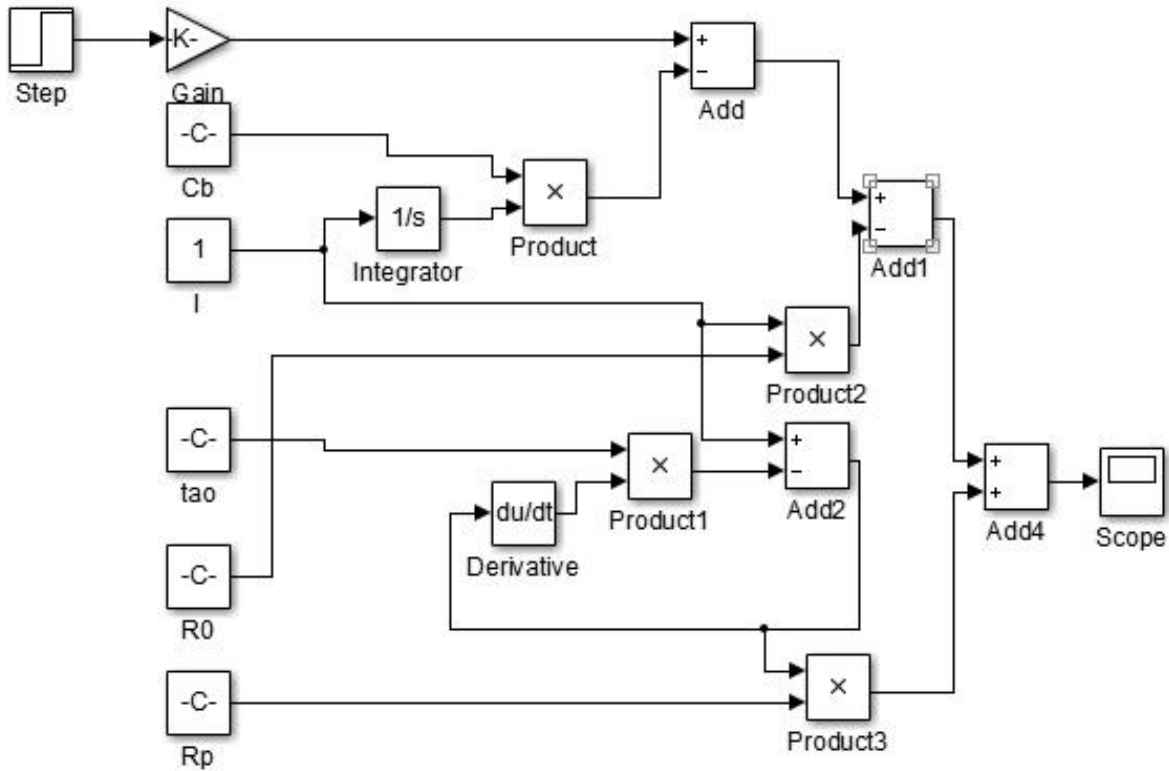 -K-
+
−
Step
Gain
Add
-C-
Cb
×
Product
+
−
Add1
1
I
1/s
Integrator
×
Product2
-C-
tao
×
Product1
+
−
Add2
du/dt
Derivative
+
+
Add4
Scope
-C-
R0
-C-
Rp
×
Product3